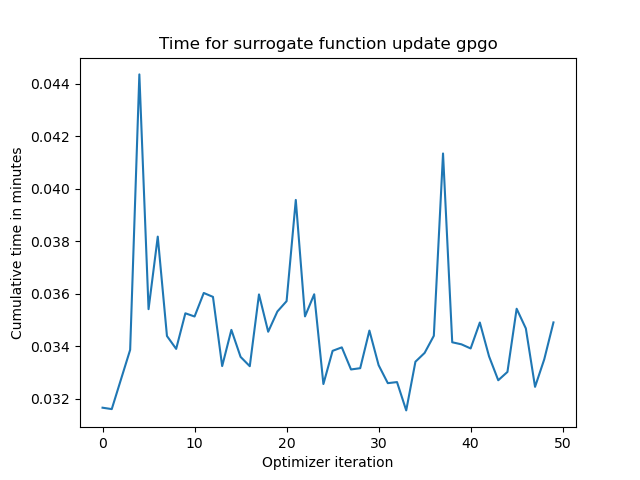 Time for surrogate function update gpgo
0.044
0.042
0.040
0.038
0.036
0.034
0.032
Cumulative time in minutes
0 10 20 30 40 50
Optimizer iteration